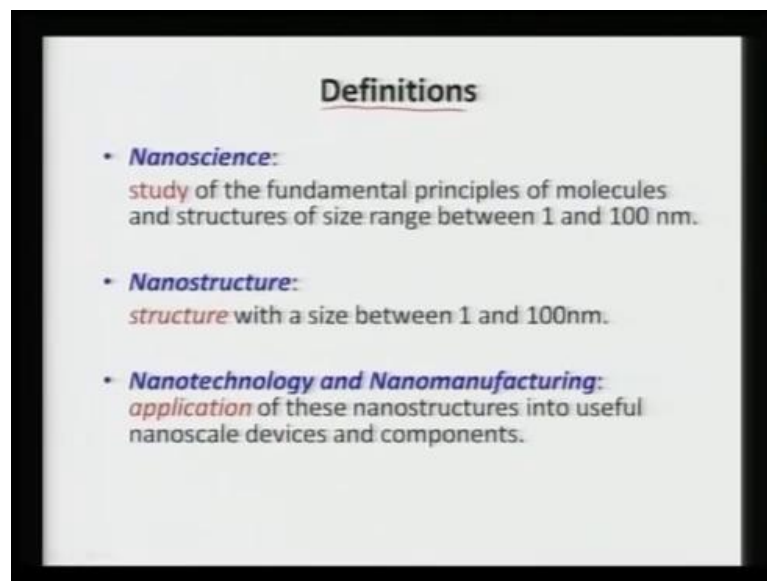 Definitions
• Nanoscience:
study of the fundamental principles of molecules
and structures of size range between 1 and 100 nm.
• Nanostructure:
structure with a size between 1 and 100nm.
• Nanotechnology and Nanomanufacturing:
application of these nanostructures into useful
nanoscale devices and components.